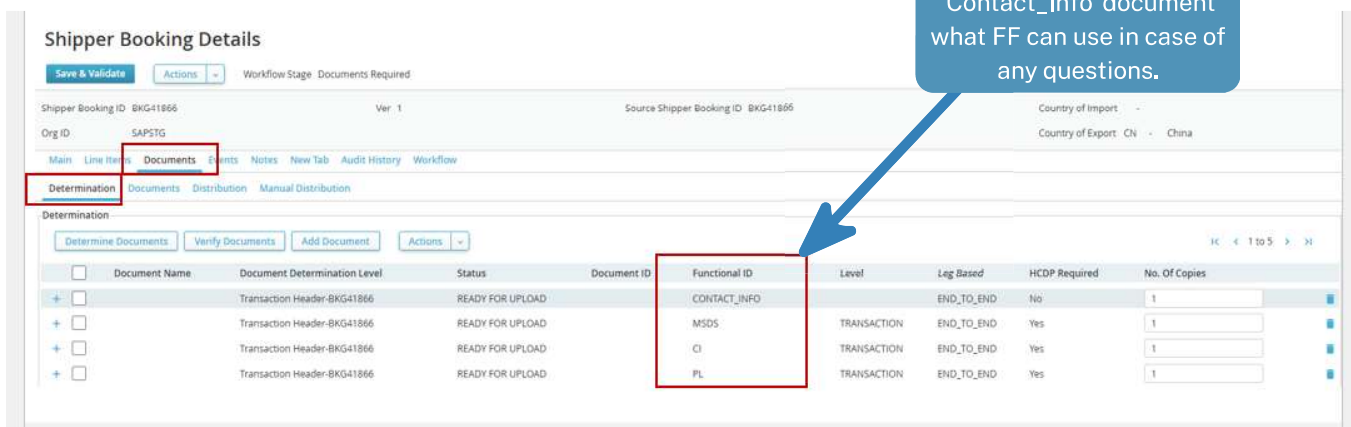 Contact_Info document
what FF can use in case of
any questions.
Shipper Booking Details
Save & Validate Actions Workflow Stage Documents Required
Shipper Booking ID BKG41866 Ver 1 Source Shipper Booking ID BKG41866 Country of Import -
Org ID SAPSTG Country of Export CN - China
Main Line Items Documents Events Notes New Tab Audit History Workflow
Determination Documents Distribution Manual Distribution
Determination
Determine Documents Verify Documents Add Document Actions 1 to 5
Document Name Document Determination Level Status Document ID Functional ID Level Leg Based HCDP Required No. Of Copies
+ Transaction Header-BKG41866 READY FOR UPLOAD CONTACT_INFO END_TO_END No 1
+ Transaction Header-BKG41866 READY FOR UPLOAD MSDS TRANSACTION END_TO_END Yes 1
+ Transaction Header-BKG41866 READY FOR UPLOAD CI TRANSACTION END_TO_END Yes 1
+ Transaction Header-BKG41866 READY FOR UPLOAD PL TRANSACTION END_TO_END Yes 1